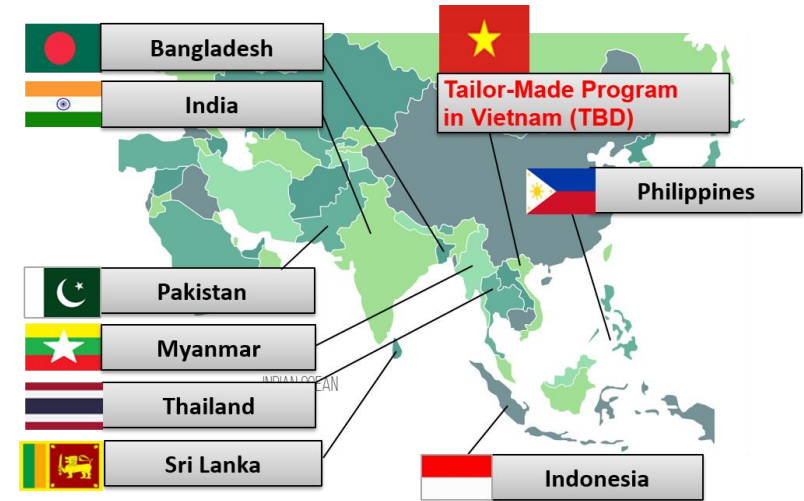 Bangladesh
India
Tailor-Made Program
in Vietnam (TBD)
Philippines
Pakistan
Myanmar
INDIAN OCEAN
Thailand
Sri Lanka
Indonesia